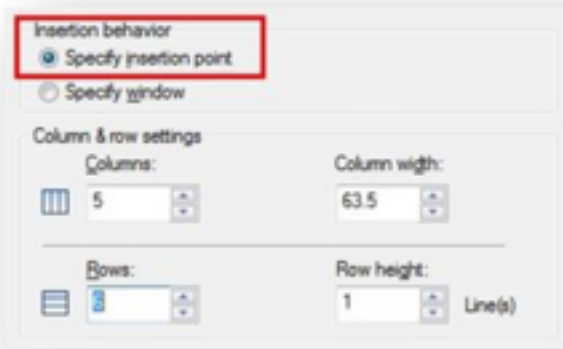 Insertion behavior
Specify insertion point
Specify window
Column & row settings
Columns:
Column width:
5
63.5
Rows:
Row height:
1
Line(s)